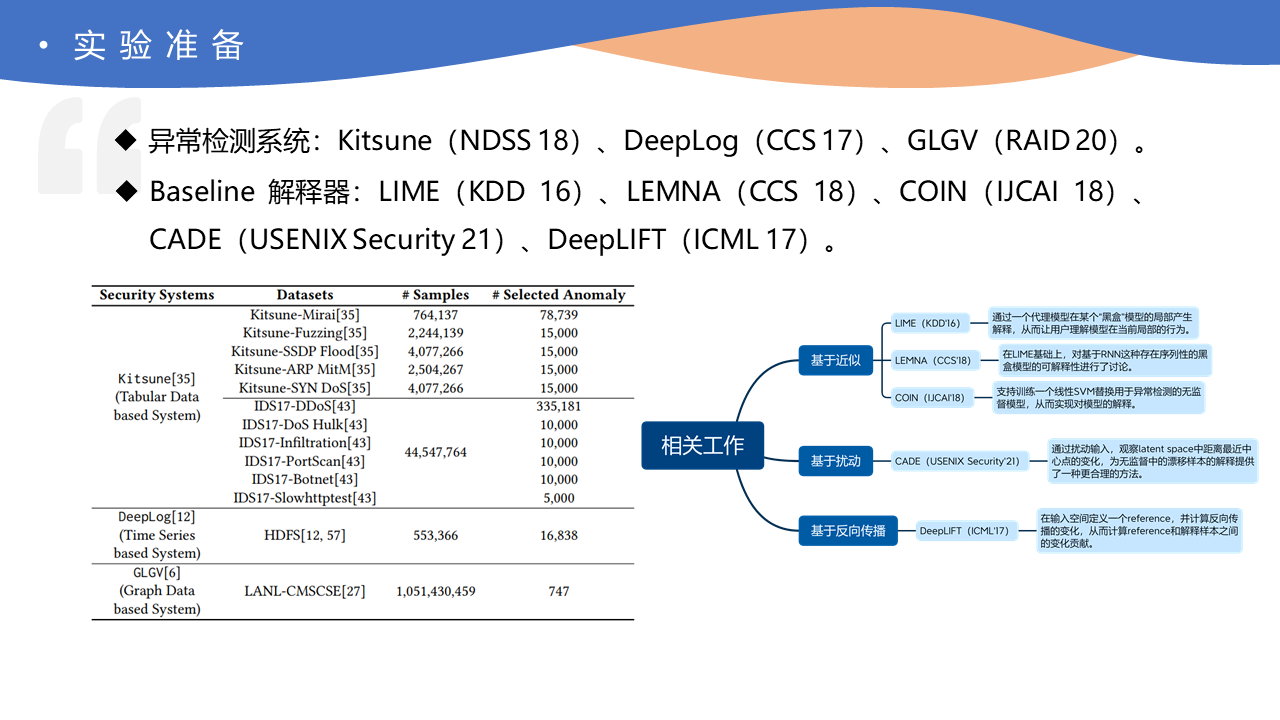 • 实验准备
◆ 异常检测系统：Kitsune（NDSS 18）、DeepLog（CCS 17）、GLGV（RAID 20）。
◆ Baseline 解释器：LIME（KDD 16）、LEMNA（CCS 18）、COIN（IJCAI 18）、
CADE（USENIX Security 21）、DeepLIFT（ICML 17）。
Security Systems Datasets # Samples # Selected Anomaly
Kitsune[35]
(Tabular Data
based System)
Kitsune-Mirai[35] 764,137 78,739
Kitsune-Fuzzing[35] 2,244,139 15,000
Kitsune-SSDP Flood[35] 4,077,266 15,000
Kitsune-ARP MitM[35] 2,504,267 15,000
Kitsune-SYN DoS[35] 4,077,266 15,000
IDS17-DDoS[43] 335,181
IDS17-DoS Hulk[43] 10,000
IDS17-Infiltration[43] 10,000
44,547,764
IDS17-PortScan[43] 10,000
IDS17-Botnet[43] 10,000
IDS17-Slowhttptest[43] 5,000
DeepLog[12]
(Time Series
based System)
HDFS[12, 57] 553,366 16,838
GLGV[6]
(Graph Data
based System)
LANL-CMSCSE[27] 1,051,430,459 747
相关工作
基于近似
LIME（KDD'16）
通过一个代理模型在某个“黑盒”模型的局部产生
解释，从而让用户理解模型在当前局部的行为。
LEMNA（CCS'18）
在LIME基础上，对基于RNN这种存在序列性的黑
盒模型的可解释性进行了讨论。
COIN（IJCAI'18）
支持训练一个线性SVM替换用于异常检测的无监
督模型，从而实现对模型的解释。
基于扰动
CADE（USENIX Security'21）
通过扰动输入，观察latent space中距离最近中
心点的变化，为无监督中的漂移样本的解释提供
了一种更合理的方法。
基于反向传播
DeepLIFT（ICML'17）
在输入空间定义一个reference，并计算反向传
播的变化，从而计算reference和解释样本之间
的变化贡献。